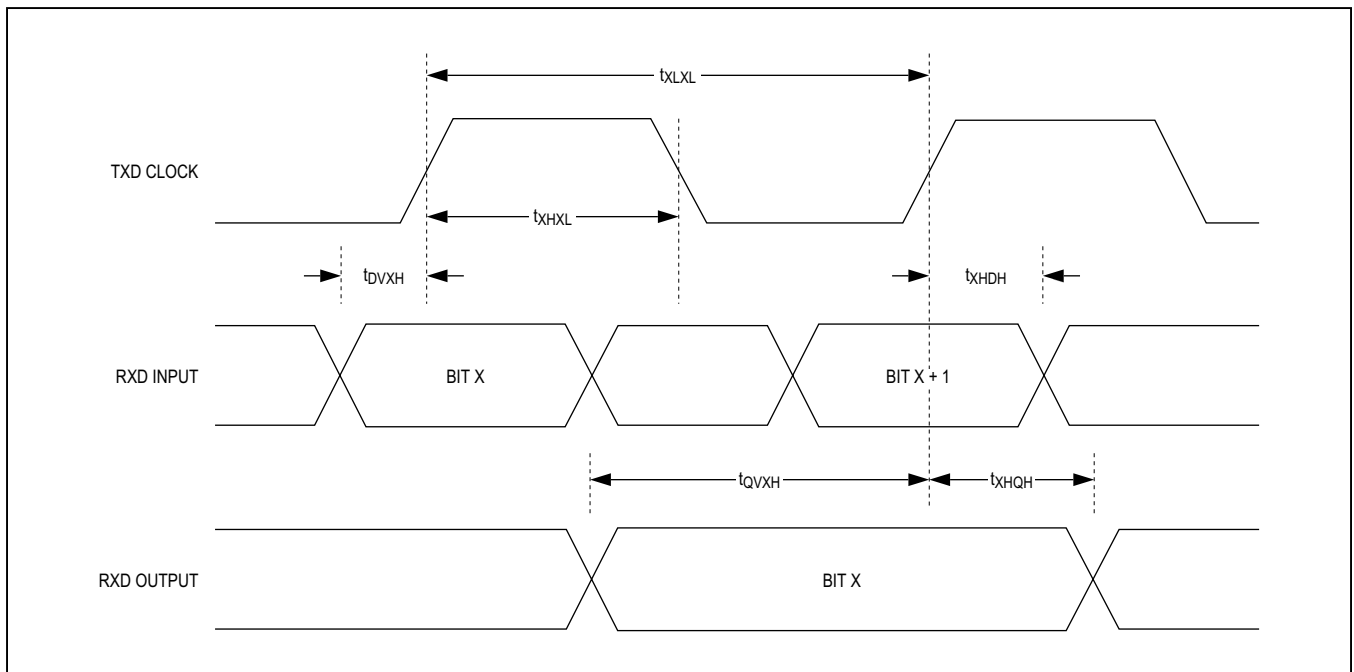 tXLXL
TXD CLOCK
tXHXL
tDVXH
tXHDH
RXD INPUT
BIT X
BIT X + 1
tQVXH
tXHQH
RXD OUTPUT
BIT X